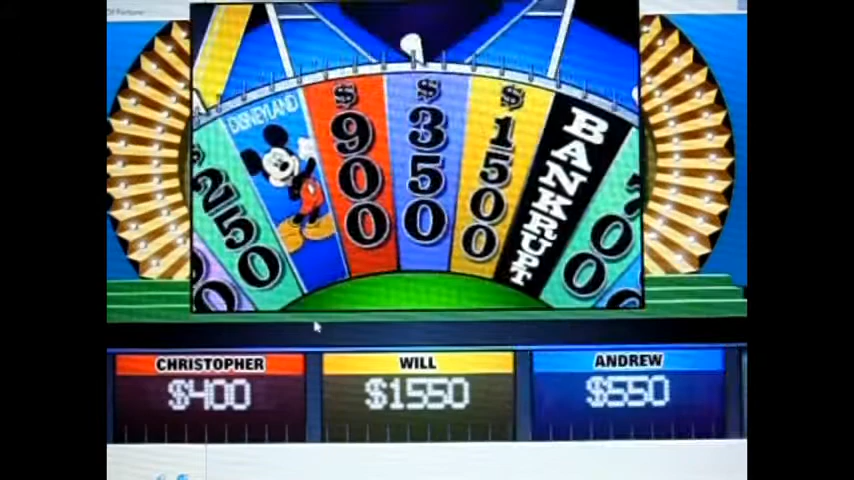 DISNEYLAND
$250
$900
$350
$1500
BANKRUPT
CHRISTOPHER
WILL
ANDREW
$400
$1550
$550